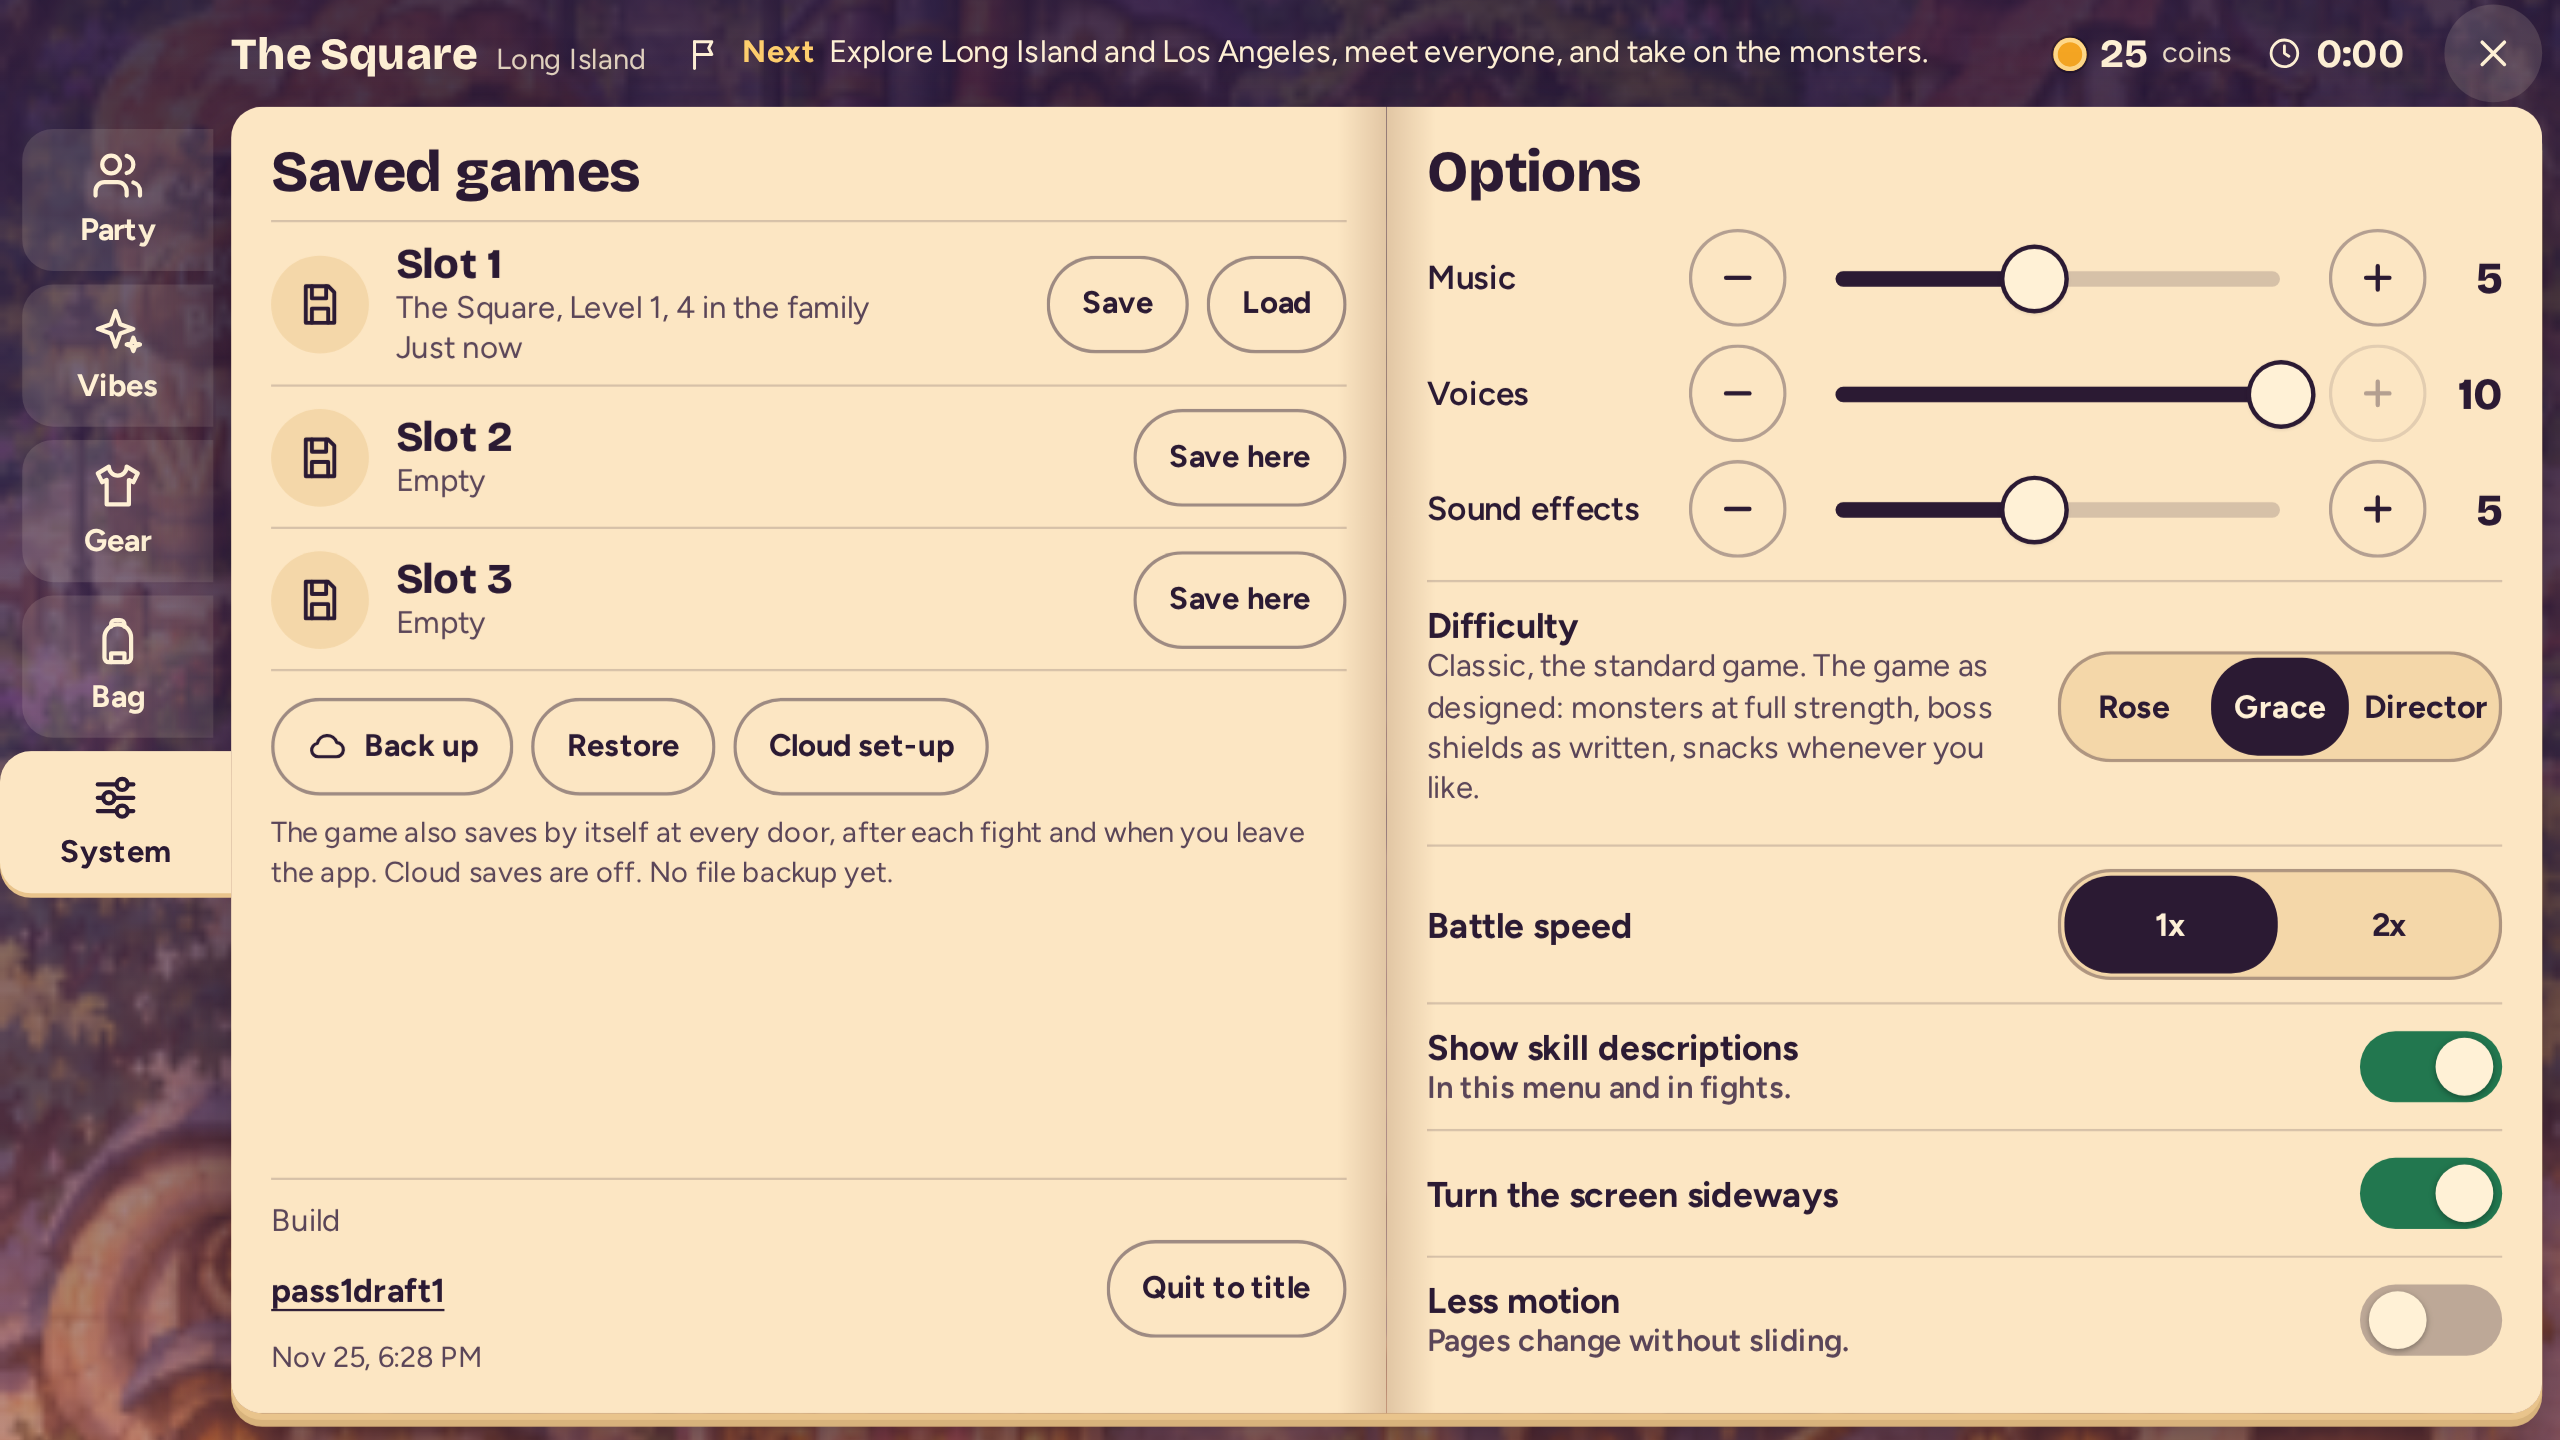 The Square Long Island
Next Explore Long Island and Los Angeles, meet everyone, and take on the monsters.
25 coins
0:00
Party
Vibes
Gear
Bag
System
Saved games
Slot 1
The Square, Level 1, 4 in the family
Just now
Save
Load
Slot 2
Empty
Save here
Slot 3
Empty
Save here
Back up
Restore
Cloud set-up
The game also saves by itself at every door, after each fight and when you leave
the app. Cloud saves are off. No file backup yet.
Build
pass1draft1
Nov 25, 6:28 PM
Quit to title
Options
Music
5
Voices
10
Sound effects
5
Difficulty
Classic, the standard game. The game as
designed: monsters at full strength, boss
shields as written, snacks whenever you
like.
Rose
Grace
Director
Battle speed
1x
2x
Show skill descriptions
In this menu and in fights.
Turn the screen sideways
Less motion
Pages change without sliding.